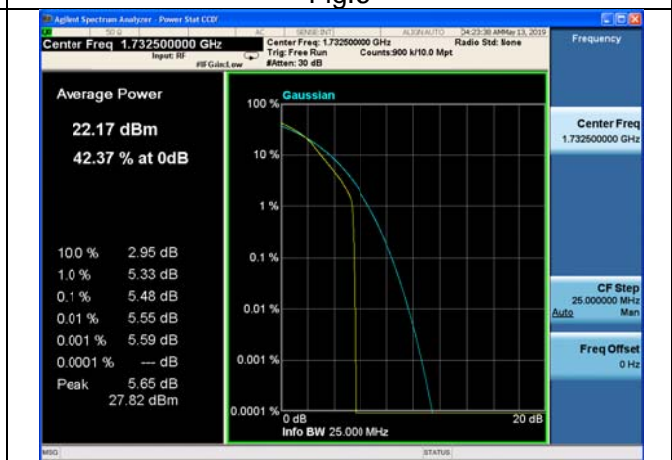 Agilent Spectrum Analyzer - Power Stat CCDF
50 Ω AC SENSE:INT ALIGN AUTO 04:23:38 AM May 13, 2019
Center Freq 1.732500000 GHz
Input: RF
#IFGain:Low
Center Freq: 1.732500000 GHz
Radio Std: None
Trig: Free Run Counts:900 k/10.0 Mpt
#Atten: 30 dB
Frequency
Average Power
22.17 dBm
42.37 % at 0dB
10.0 % 2.95 dB
1.0 % 5.33 dB
0.1 % 5.48 dB
0.01 % 5.55 dB
0.001 % 5.59 dB
0.0001 % --- dB
Peak 5.65 dB
27.82 dBm
Gaussian
100 %
10 %
1 %
0.1 %
0.01 %
0.001 %
0.0001 %
0 dB 20 dB
Info BW 25.000 MHz
Center Freq
1.732500000 GHz
CF Step
25.000000 MHz
Auto Man
Freq Offset
0 Hz
MSG STATUS